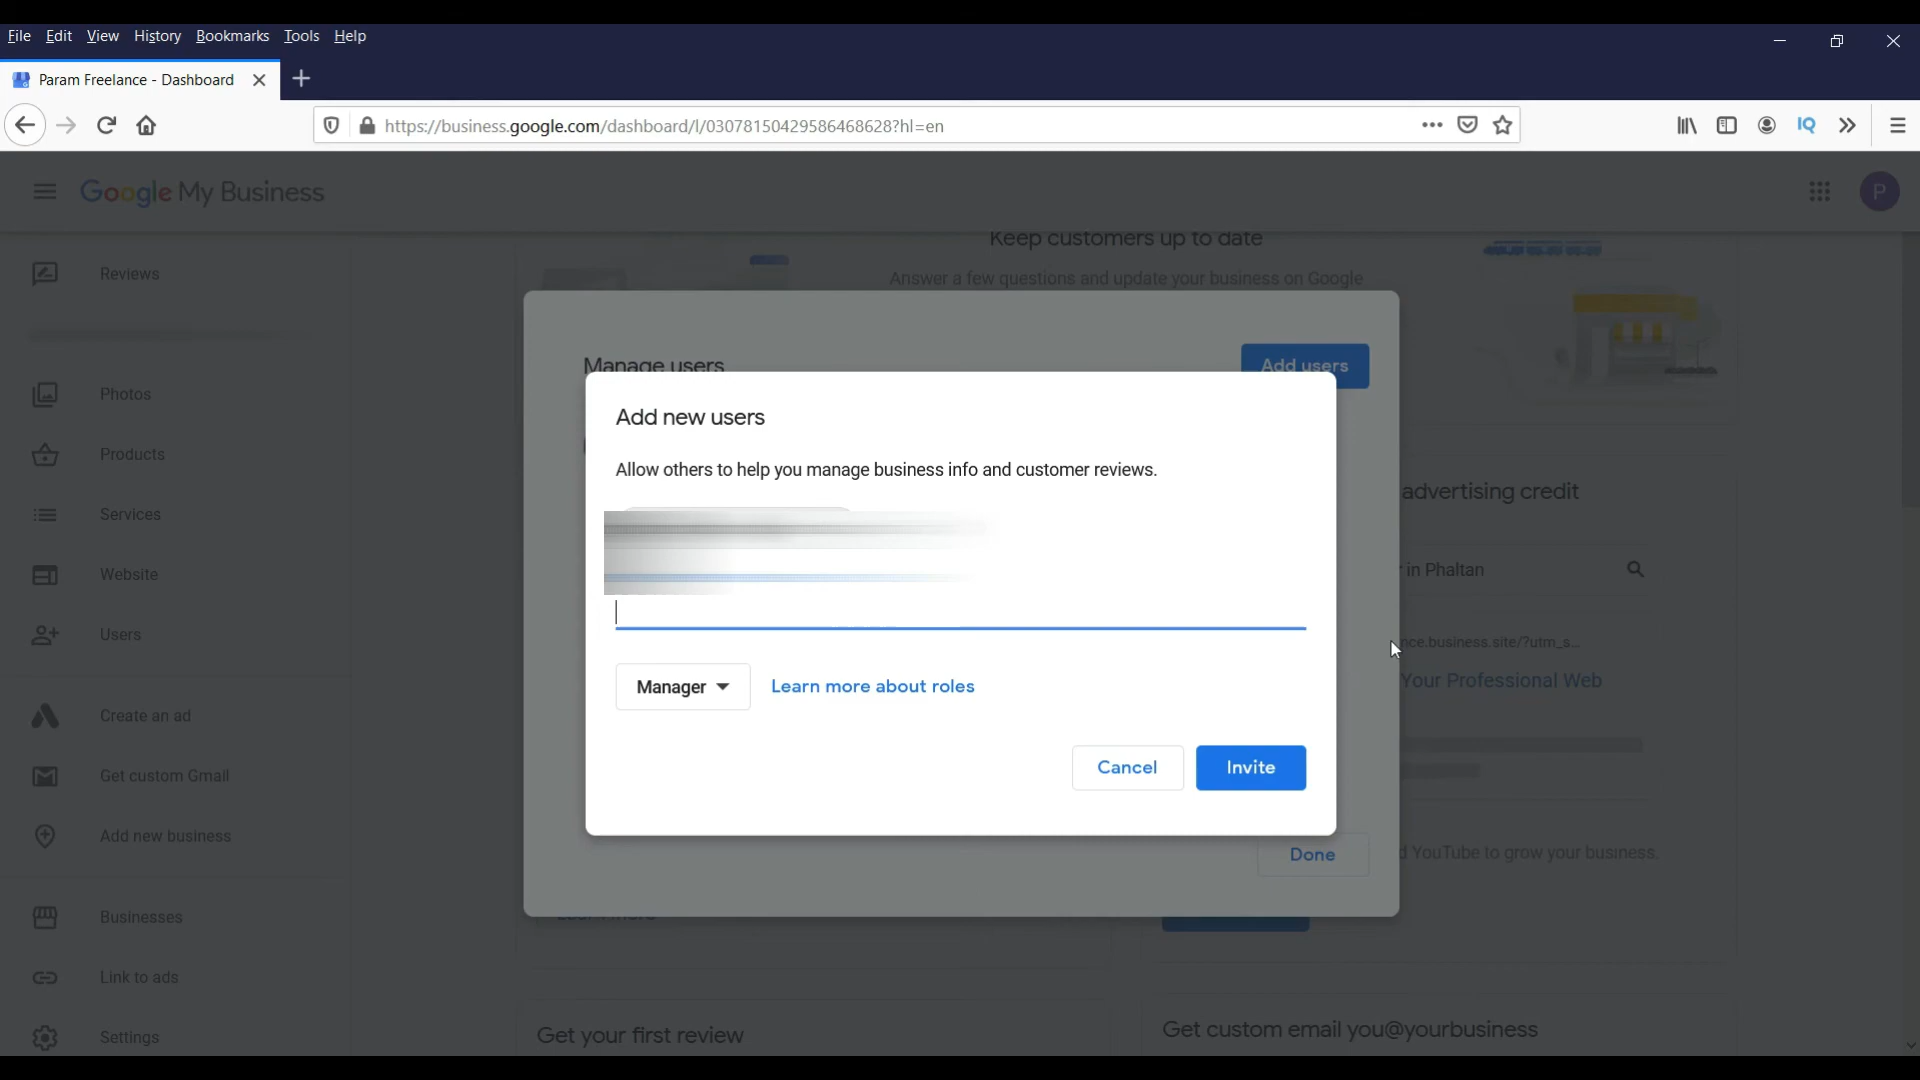 File Edit View History Bookmarks Tools Help
Param Freelance - Dashboard
https://business.google.com/dashboard/l/03078150429586468628?hl=en
IQ
Google My Business
P
Keep customers up to date
Answer a few questions and update your business on Google
Reviews
Photos
Products
Services
Website
Users
Create an ad
Get custom Gmail
Add new business
Businesses
Link to ads
Settings
Manage users
Add users
Add new users
Allow others to help you manage business info and customer reviews.
Manager
Learn more about roles
Cancel
Invite
Done
advertising credit
in Phaltan
nce.business.site/?utm_s...
Your Professional Web
YouTube to grow your business.
Get your first review
Get custom email you@yourbusiness